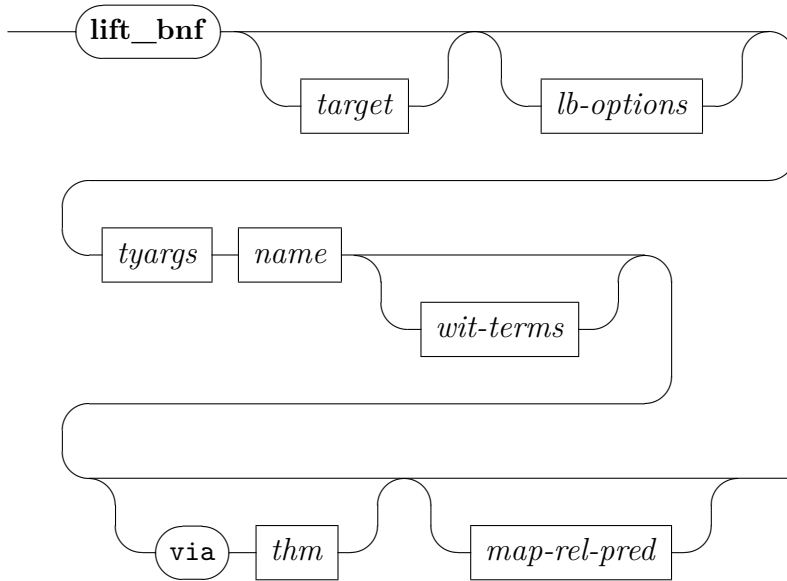 lift_bnf
target lb-options
tyargs name
wit-terms
via thm map-rel-pred